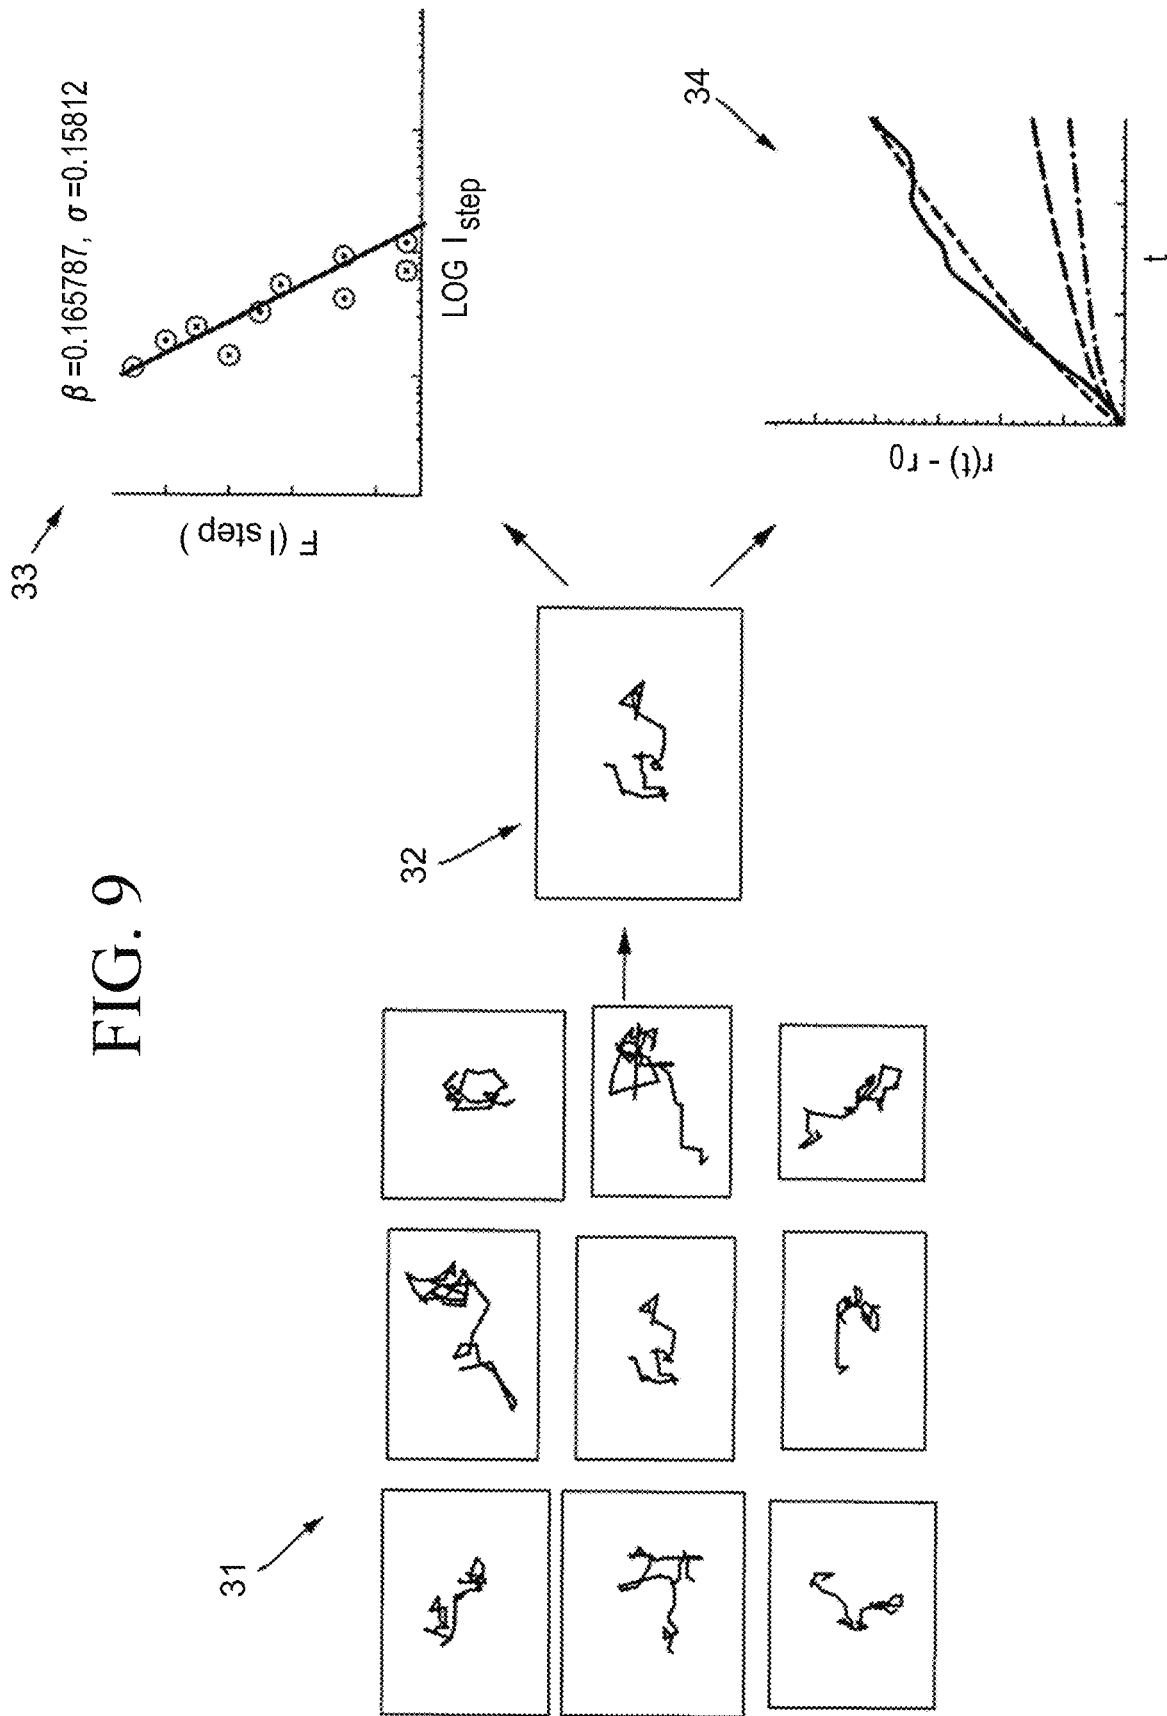 FIG. 9
31
32
33
β =0.165787, σ =0.15812
F (l step )
LOG l step
34
r(t) - r0
t